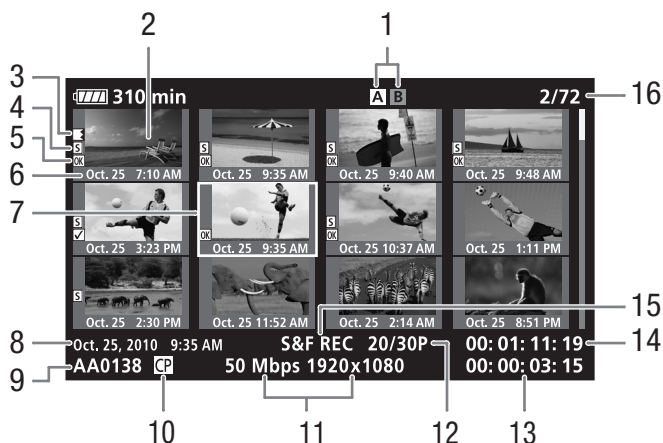 1
2
3
4
5
6
7
8
9
10
11
12
13
14
15
16
310 min
A B
2/72
S
OK
Oct. 25 7:10 AM
S
OK
Oct. 25 9:35 AM
S
OK
Oct. 25 9:40 AM
S
Oct. 25 9:48 AM
S
Oct. 25 3:23 PM
OK
Oct. 25 9:35 AM
S
OK
Oct. 25 10:37 AM
Oct. 25 1:11 PM
S
Oct. 25 2:30 PM
Oct. 25 11:52 AM
Oct. 25 2:14 AM
Oct. 25 8:51 PM
Oct. 25, 2010 9:35 AM
S&F REC 20/30P
00: 01: 11: 19
AA0138 CP
50 Mbps 1920x1080
00: 00: 03: 15